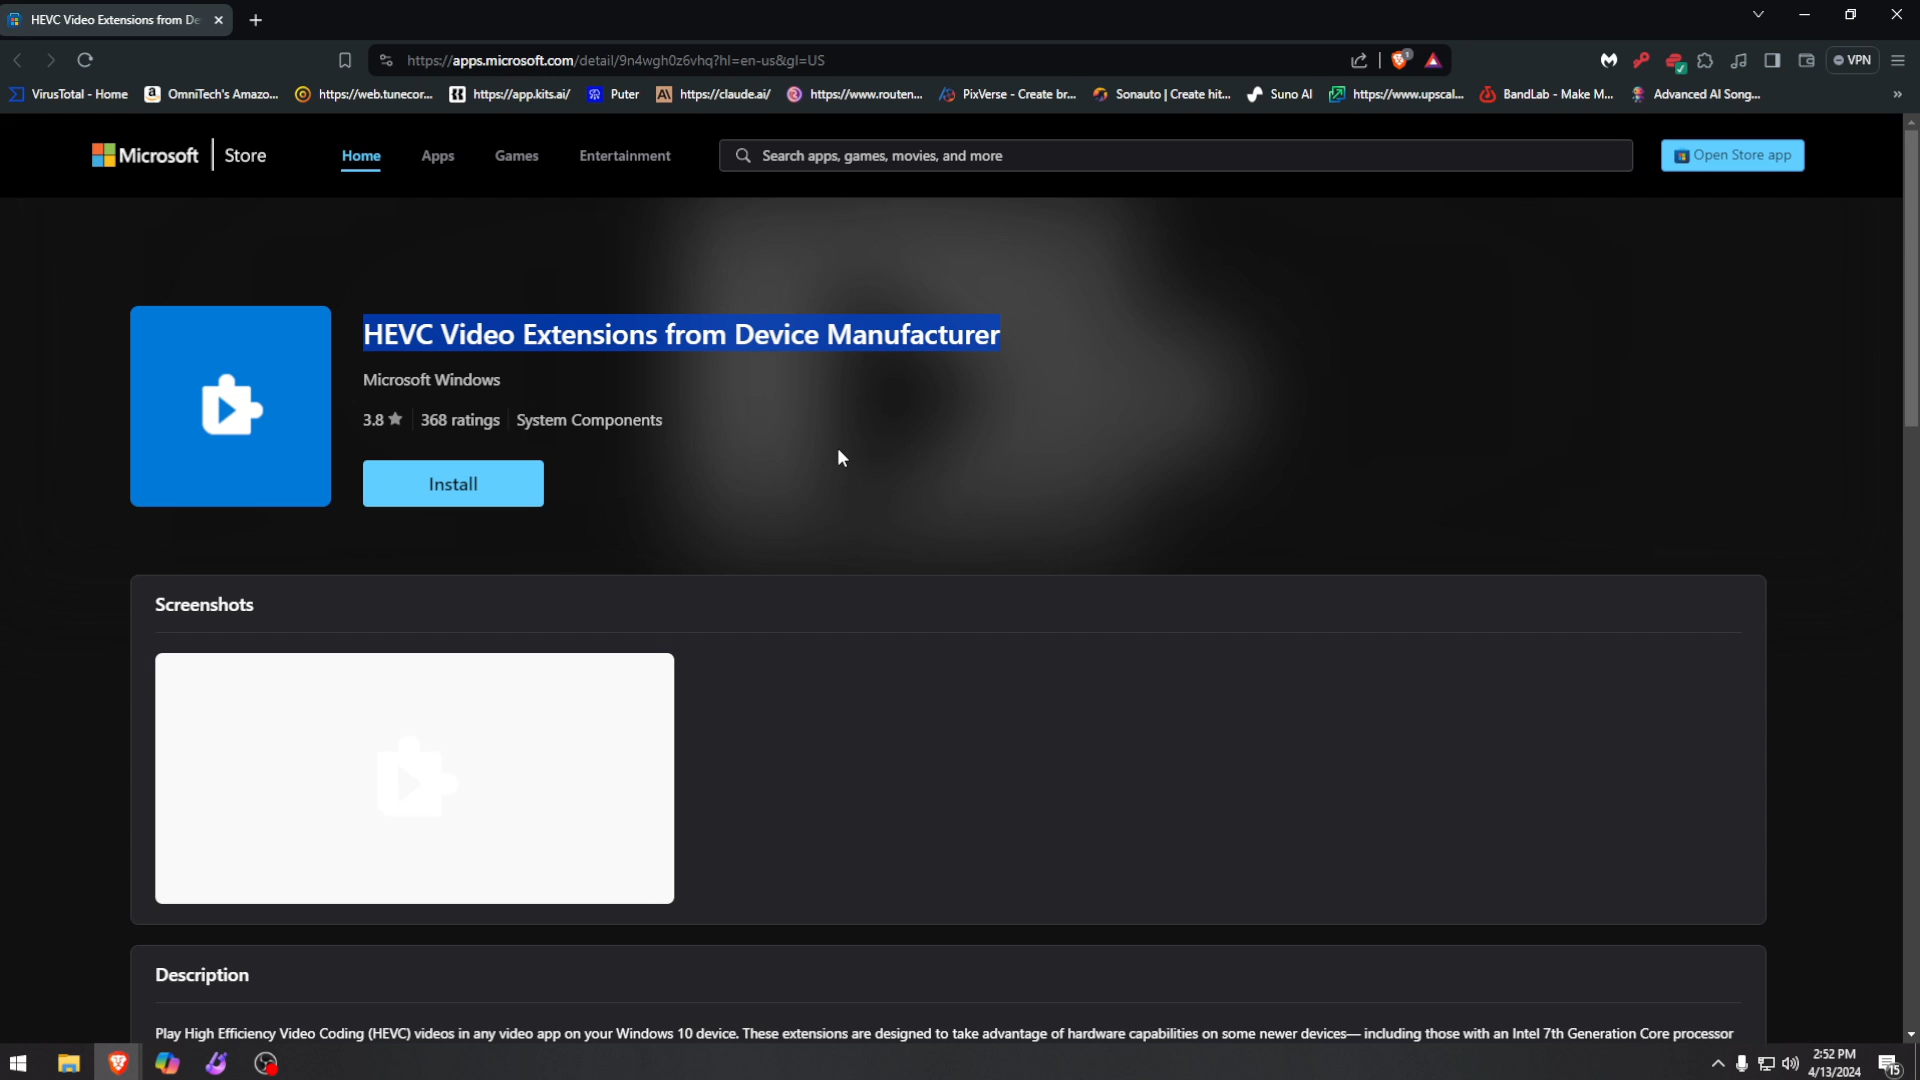 HEVC Video Extensions from De
https://apps.microsoft.com/detail/9n4wgh0z6vhq?hl=en-us&gl=US
1
VPN
VirusTotal - Home
OmniTech's Amazo...
https://web.tunecor...
https://app.kits.ai/
Puter
https://claude.ai/
https://www.routen...
PixVerse - Create br...
Sonauto | Create hit...
Suno AI
https://www.upscal...
BandLab - Make M...
Advanced AI Song...
»
Microsoft
Store
Home
Apps
Games
Entertainment
Search apps, games, movies, and more
Open Store app
HEVC Video Extensions from Device Manufacturer
Microsoft Windows
3.8 ★
368 ratings
System Components
Install
Screenshots
Description
Play High Efficiency Video Coding (HEVC) videos in any video app on your Windows 10 device. These extensions are designed to take advantage of hardware capabilities on some newer devices— including those with an Intel 7th Generation Core processor
2:52 PM
4/13/2024
15